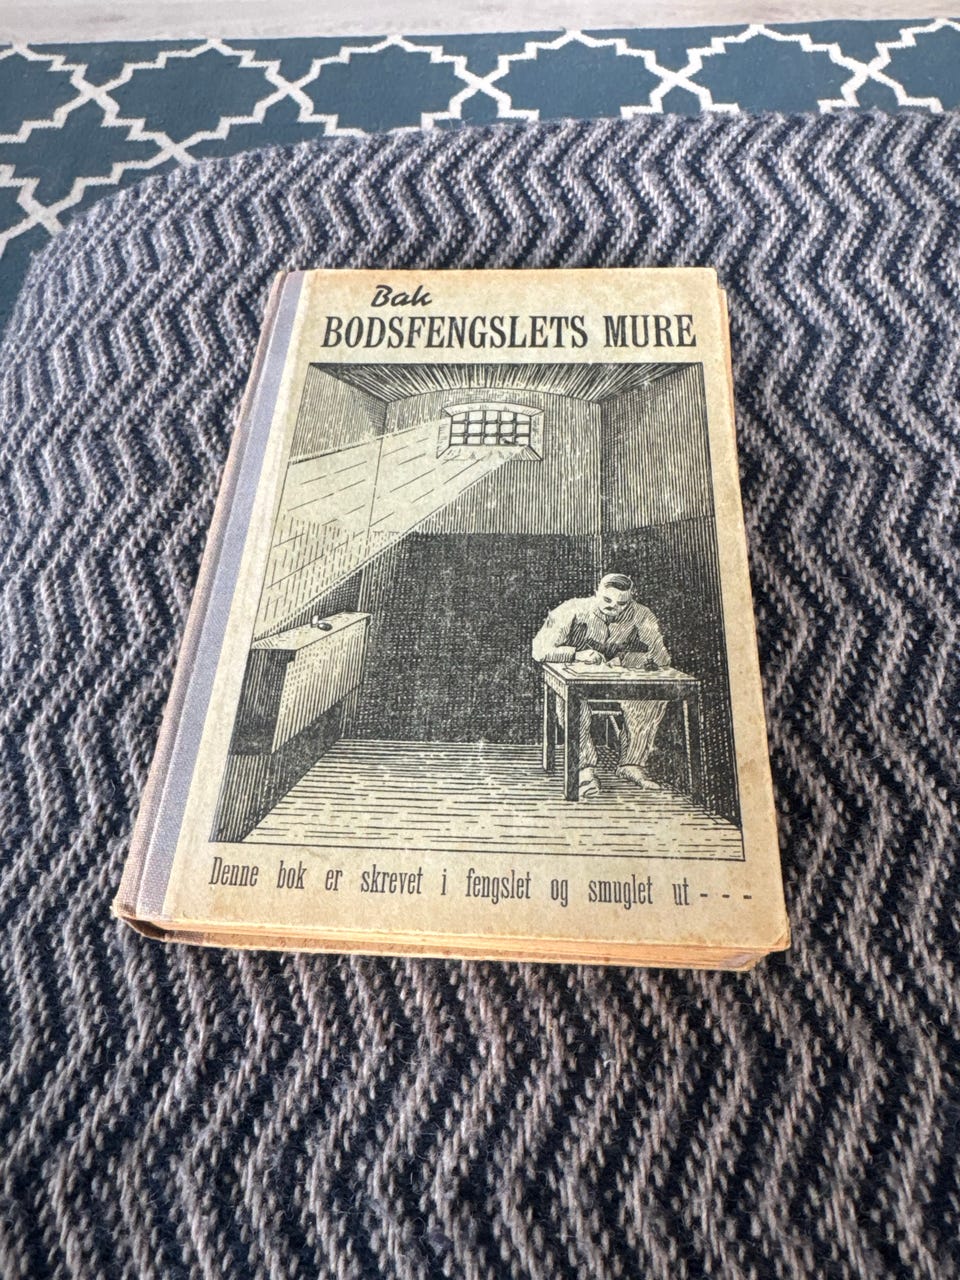 Bak
BODSFENGSLETS MURE
Denne bok er skrevet i fengslet og smuglet ut - - -